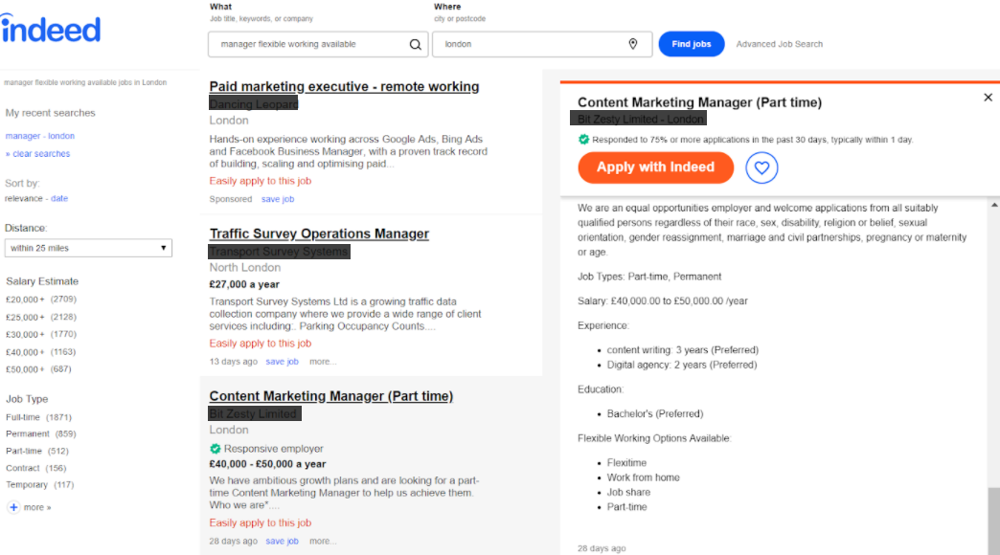 indeed
What
Job title, keywords, or company
manager flexible working available
Where
city or postcode
london
Find jobs
Advanced Job Search
manager flexible working available jobs in London
My recent searches
manager - london
» clear searches
Sort by:
relevance - date
Distance:
within 25 miles
Salary Estimate
£20,000+ (2709)
£25,000+ (2128)
£30,000+ (1770)
£40,000+ (1163)
£50,000+ (687)
Job Type
Full-time (1871)
Permanent (859)
Part-time (512)
Contract (156)
Temporary (117)
more »
Paid marketing executive - remote working
Dancing Leopard
London
Hands-on experience working across Google Ads, Bing Ads
and Facebook Business Manager, with a proven track record
of building, scaling and optimising paid...
Easily apply to this job
Sponsored save job
Traffic Survey Operations Manager
Transport Survey Systems
North London
£27,000 a year
Transport Survey Systems Ltd is a growing traffic data
collection company where we provide a wide range of client
services including:. Parking Occupancy Counts....
Easily apply to this job
13 days ago save job more...
Content Marketing Manager (Part time)
Bit Zesty Limited
London
Responsive employer
£40,000 - £50,000 a year
We have ambitious growth plans and are looking for a part-
time Content Marketing Manager to help us achieve them.
Who we are*....
Easily apply to this job
28 days ago save job more...
Content Marketing Manager (Part time)
Bit Zesty Limited - London
Responded to 75% or more applications in the past 30 days, typically within 1 day.
Apply with Indeed
We are an equal opportunities employer and welcome applications from all suitably
qualified persons regardless of their race, sex, disability, religion or belief, sexual
orientation, gender reassignment, marriage and civil partnerships, pregnancy or maternity
or age.
Job Types: Part-time, Permanent
Salary: £40,000.00 to £50,000.00 /year
Experience:
• content writing: 3 years (Preferred)
• Digital agency: 2 years (Preferred)
Education:
• Bachelor's (Preferred)
Flexible Working Options Available:
• Flexitime
• Work from home
• Job share
• Part-time
28 days ago